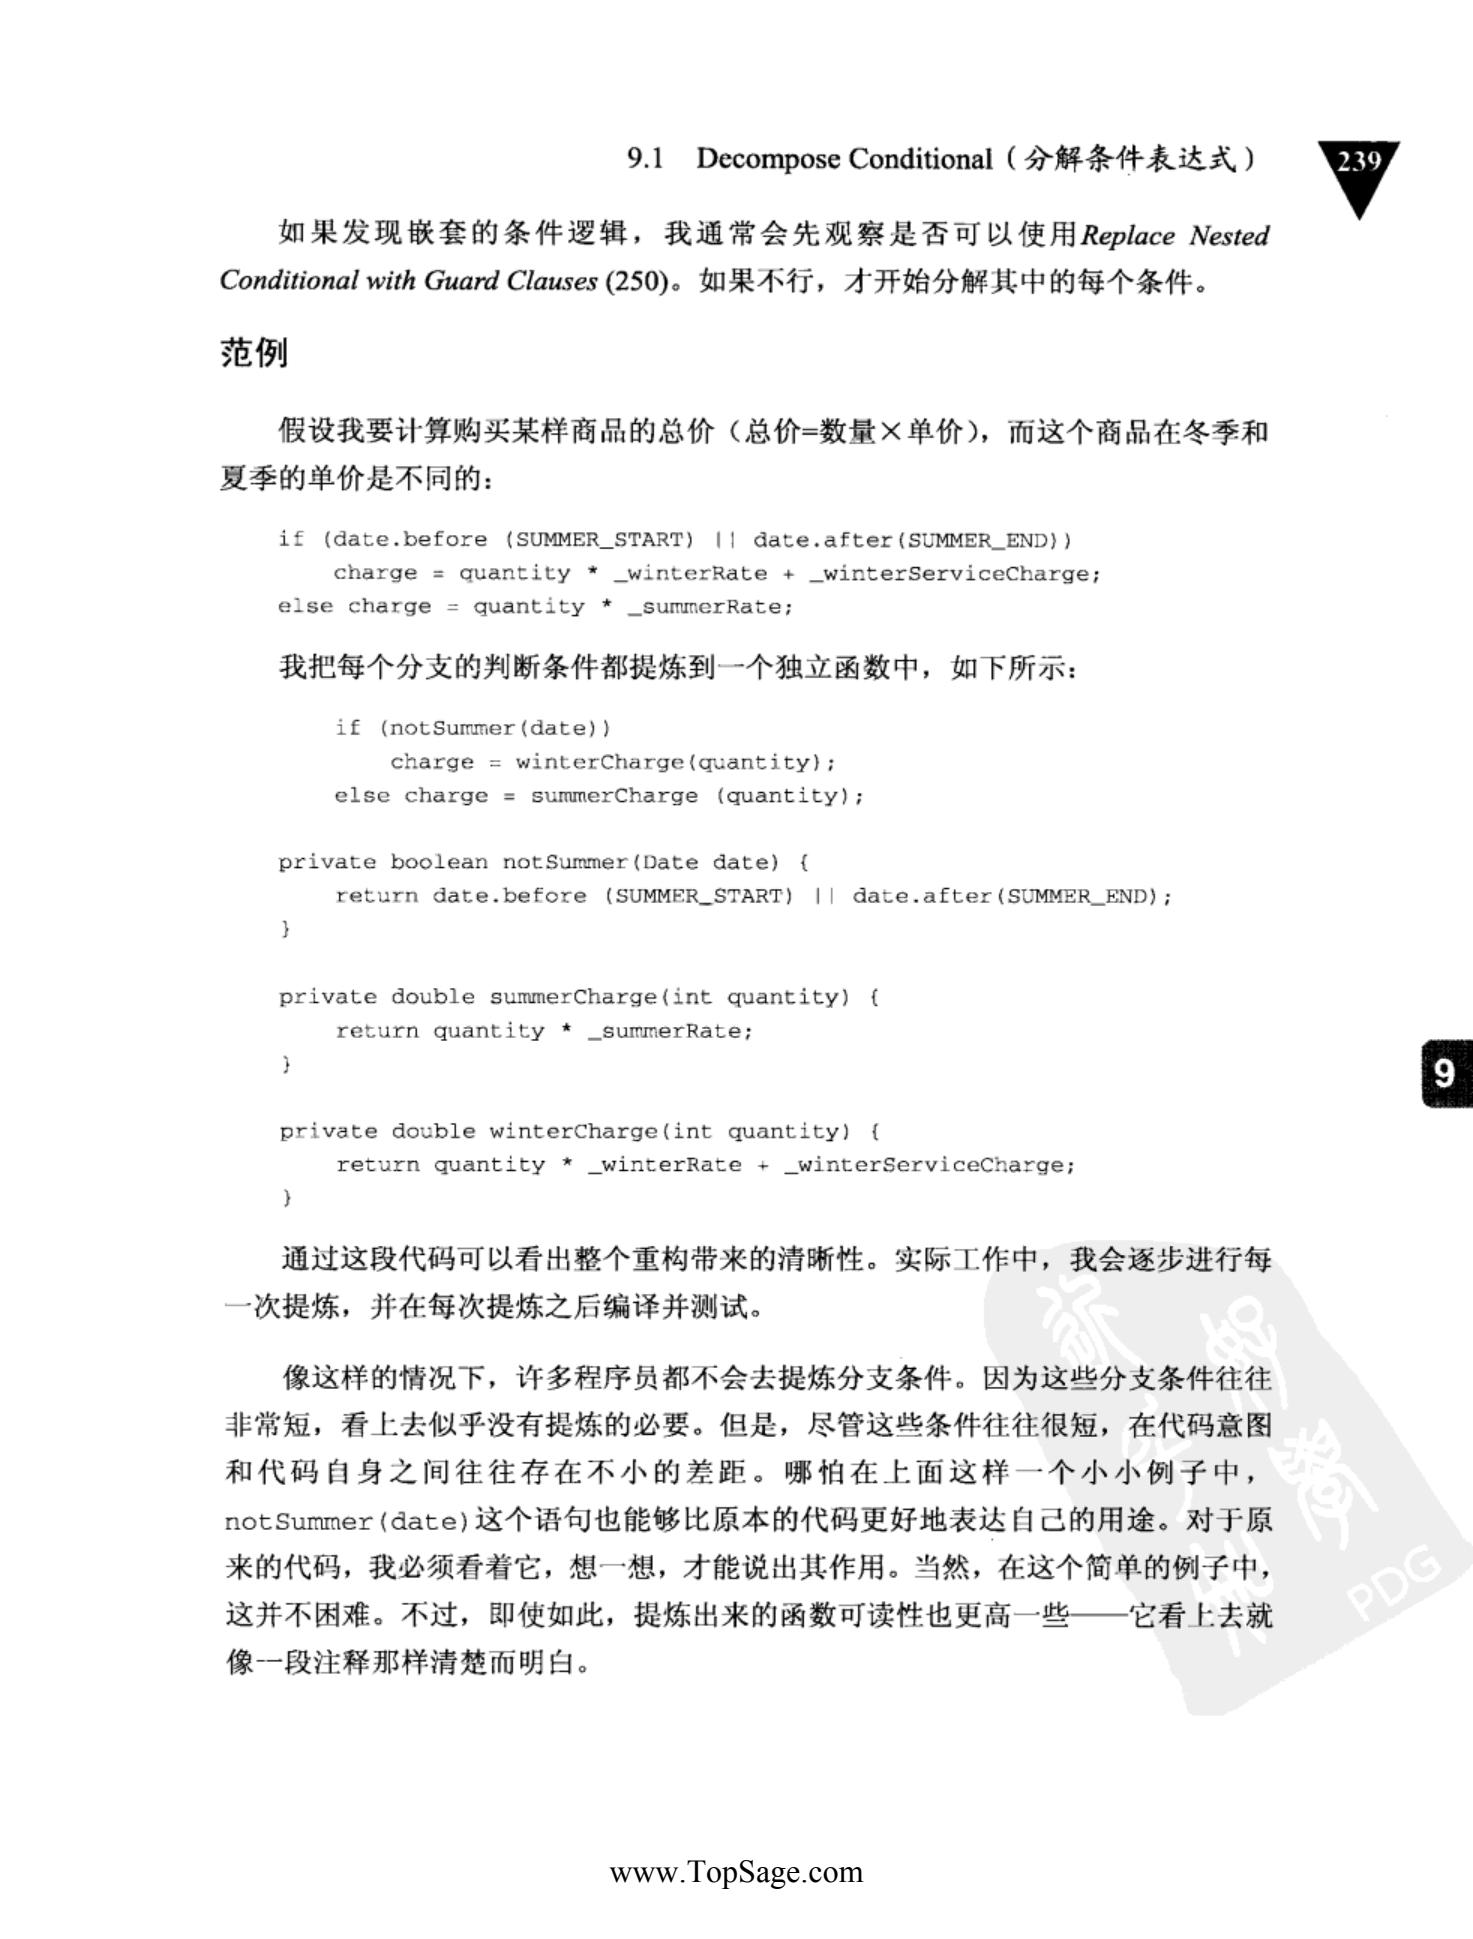 9.1 Decompose Conditional（分解条件表达式）
239
如果发现嵌套的条件逻辑，我通常会先观察是否可以使用Replace Nested
Conditional with Guard Clauses (250)。如果不行，才开始分解其中的每个条件。
范例
假设我要计算购买某样商品的总价（总价=数量×单价），而这个商品在冬季和
夏季的单价是不同的：
if (date.before (SUMMER_START) || date.after(SUMMER_END))
    charge = quantity * _winterRate + _winterServiceCharge;
else charge = quantity * _summerRate;
我把每个分支的判断条件都提炼到一个独立函数中，如下所示：
    if (notSummer(date))
        charge = winterCharge(quantity);
    else charge = summerCharge (quantity);
private boolean notSummer(Date date) {
    return date.before (SUMMER_START) || date.after(SUMMER_END);
}
private double summerCharge(int quantity) {
    return quantity * _summerRate;
}
9
private double winterCharge(int quantity) {
    return quantity * _winterRate + _winterServiceCharge;
}
通过这段代码可以看出整个重构带来的清晰性。实际工作中，我会逐步进行每
一次提炼，并在每次提炼之后编译并测试。
像这样的情况下，许多程序员都不会去提炼分支条件。因为这些分支条件往往
非常短，看上去似乎没有提炼的必要。但是，尽管这些条件往往很短，在代码意图
和代码自身之间往往存在不小的差距。哪怕在上面这样一个小小例子中，
notSummer(date)这个语句也能够比原本的代码更好地表达自己的用途。对于原
来的代码，我必须看着它，想一想，才能说出其作用。当然，在这个简单的例子中，
这并不困难。不过，即使如此，提炼出来的函数可读性也更高一些——它看上去就
像一段注释那样清楚而明白。
PDG
www.TopSage.com